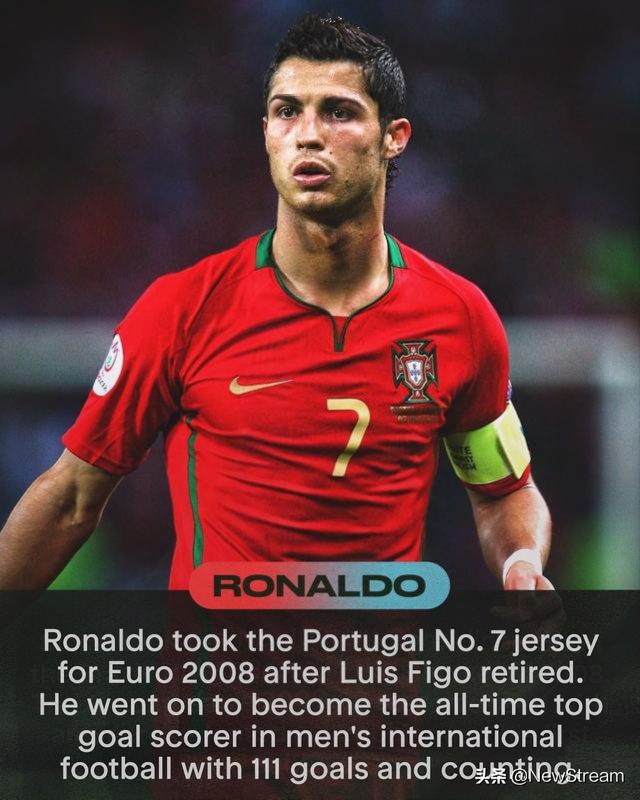 7
RONALDO
Ronaldo took the Portugal No. 7 jersey
for Euro 2008 after Luis Figo retired.
He went on to become the all-time top
goal scorer in men's international
football with 111 goals and counting.
头条 @NewStream